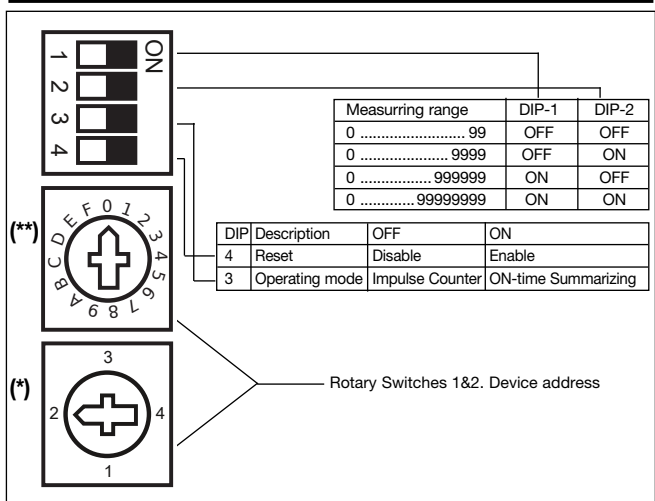 ON
1
2
3
4
Measurring range DIP-1 DIP-2
0 ......................... 99 OFF OFF
0 ..................... 9999 OFF ON
0 ................. 999999 ON OFF
0 ............. 99999999 ON ON
DIP Description OFF ON
4 Reset Disable Enable
3 Operating mode Impulse Counter ON-time Summarizing
(**)
0 1 2 3 4 5 6 7 8 9 A B C D E F
(*)
3
2 4
1
Rotary Switches 1&2. Device address